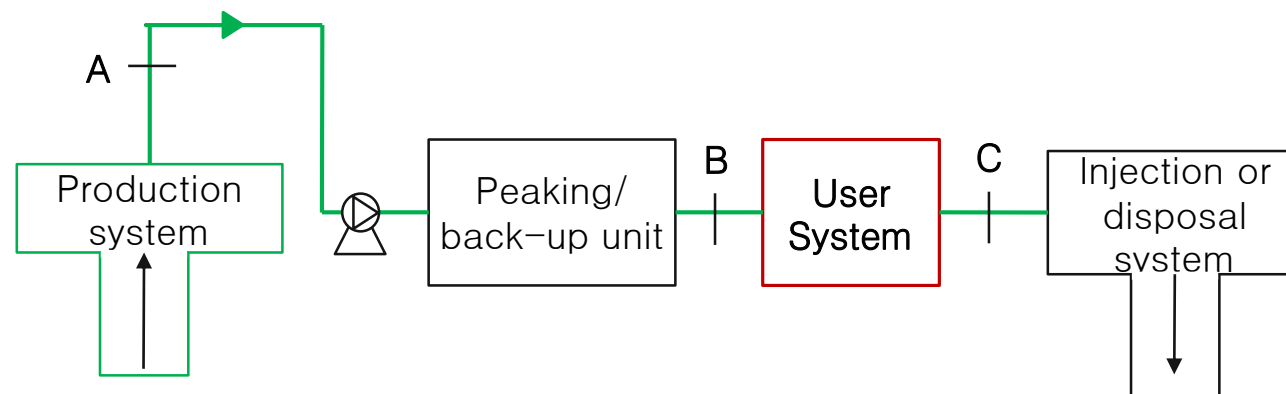 A
Production
system
Peaking/
back-up unit
B
User
System
C
Injection or
disposal
system